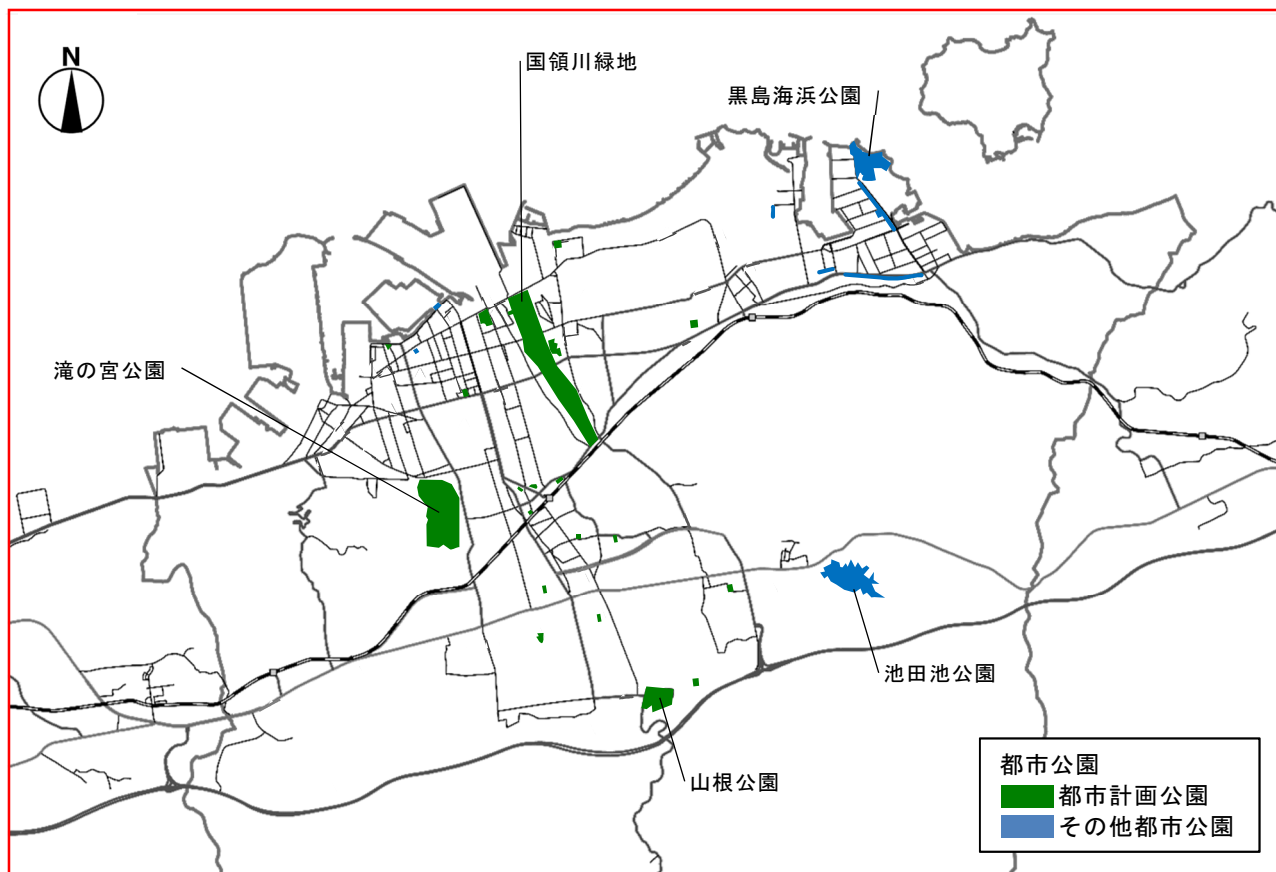 N
国領川緑地
黒島海浜公園
滝の宮公園
池田池公園
山根公園
都市公園
都市計画公園
その他都市公園